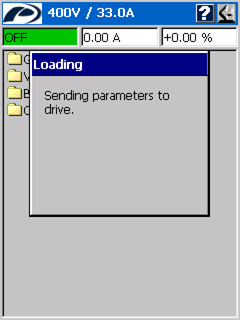 400V / 33.0A
?
OFF
0.00 A
+0.00 %
Loading
Sending parameters to
drive.